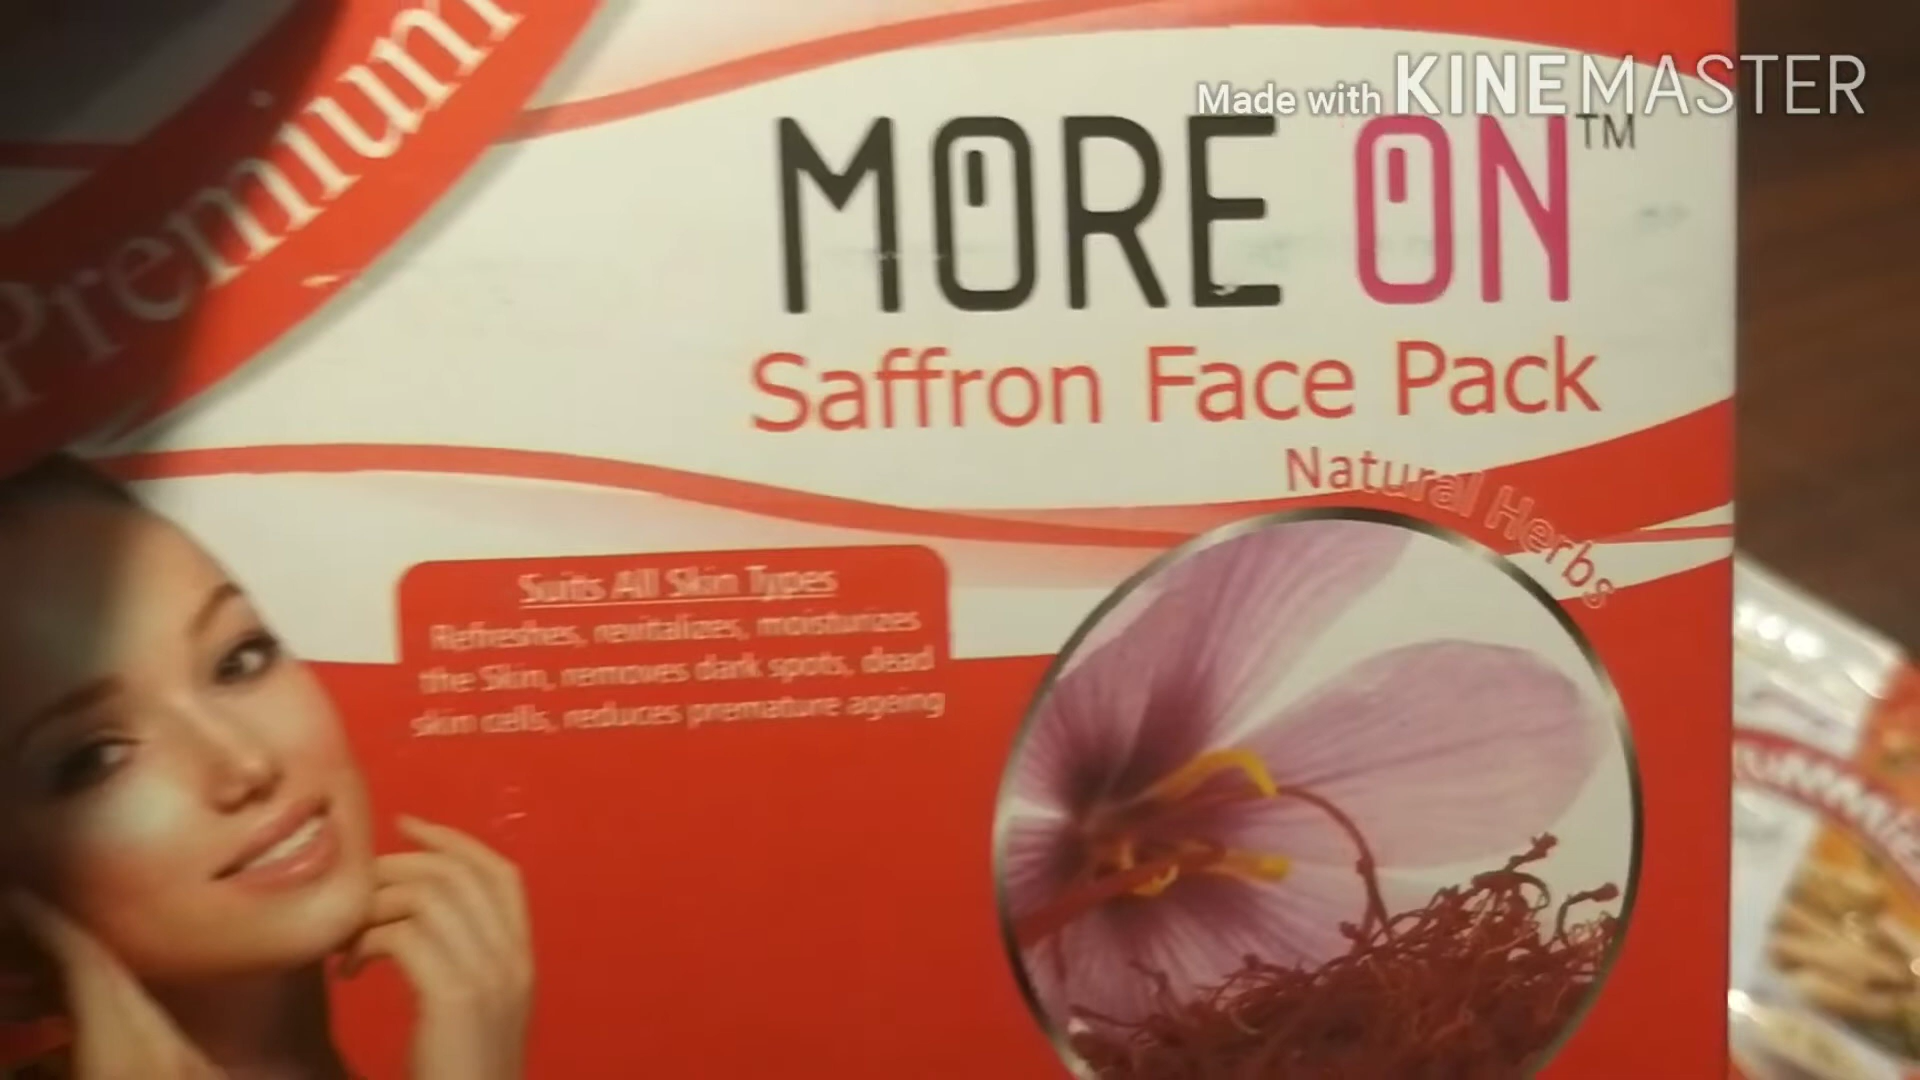 Made with KINEMASTER
Premium
MORE ON™
Saffron Face Pack
Natural Herbs
Suits All Skin Types
Refreshes, revitalizes, moisturizes
the Skin, removes dark spots, dead
skin cells, reduces premature ageing